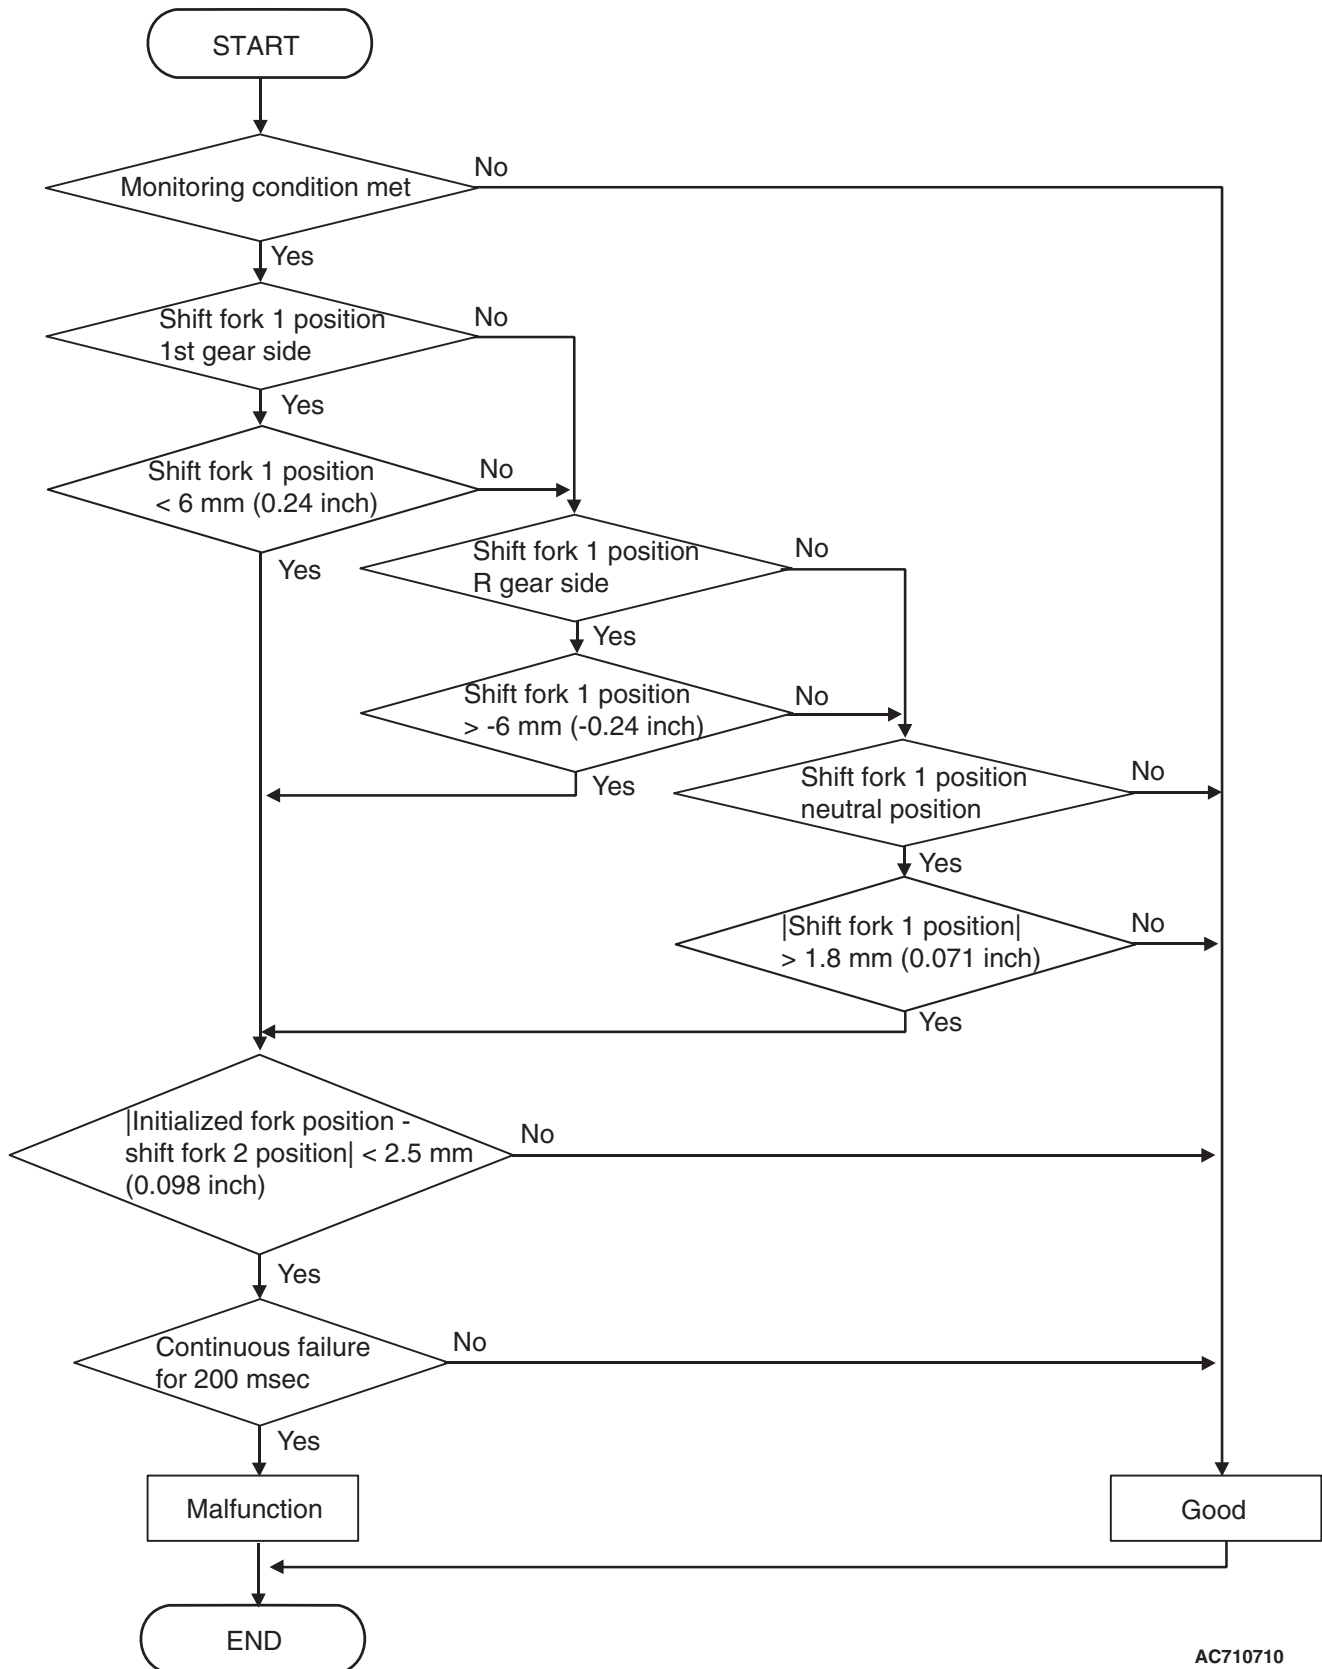 START
Monitoring condition met
No
Yes
Shift fork 1 position
1st gear side
No
Yes
Shift fork 1 position
< 6 mm (0.24 inch)
No
Yes
Shift fork 1 position
R gear side
No
Yes
Shift fork 1 position
> -6 mm (-0.24 inch)
No
Yes
Shift fork 1 position
neutral position
No
Yes
|Shift fork 1 position|
> 1.8 mm (0.071 inch)
No
Yes
|Initialized fork position -
shift fork 2 position| < 2.5 mm
(0.098 inch)
No
Yes
Continuous failure
for 200 msec
No
Yes
Malfunction
Good
END
AC710710